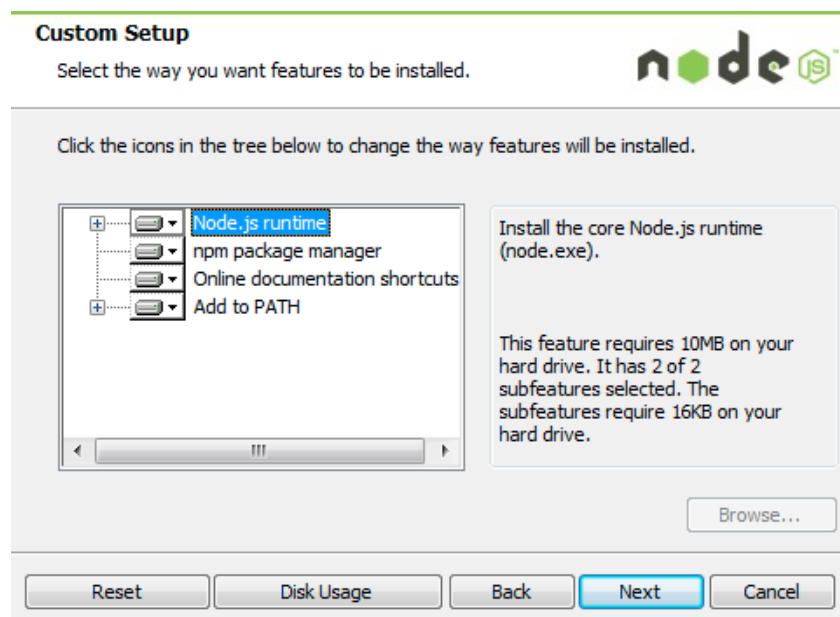 Custom Setup
Select the way you want features to be installed.
node JS
Click the icons in the tree below to change the way features will be installed.
Node.js runtime
npm package manager
Online documentation shortcuts
Add to PATH
Install the core Node.js runtime
(node.exe).
This feature requires 10MB on your
hard drive. It has 2 of 2
subfeatures selected. The
subfeatures require 16KB on your
hard drive.
Browse...
Reset
Disk Usage
Back
Next
Cancel